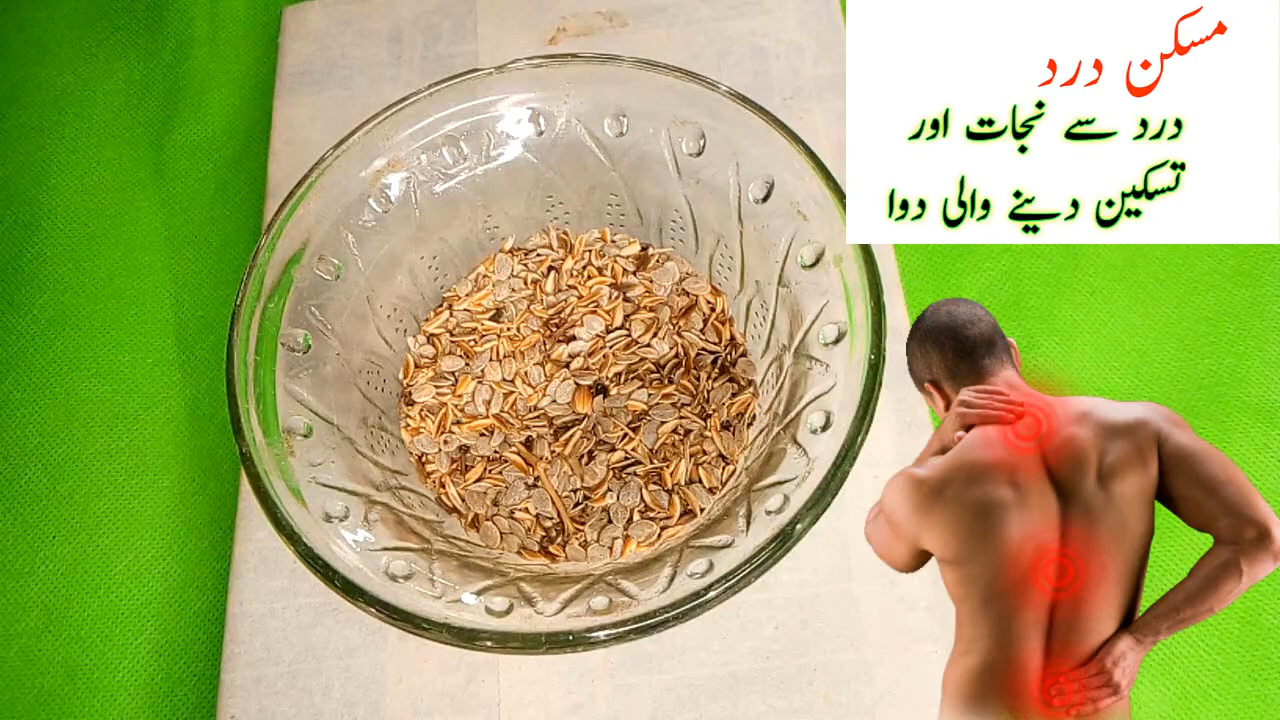 مسکن درد
درد سے نجات اور
تسکین دینے والی دوا